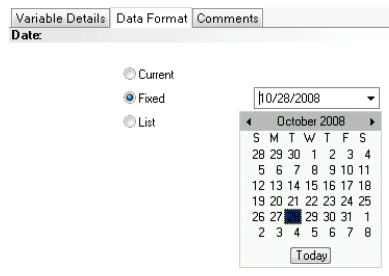 Variable Details Data Format Comments
Date:
Current
Fixed
10/28/2008
List
October 2008
S M T W T F S
28 29 30 1 2 3 4
5 6 7 8 9 10 11
12 13 14 15 16 17 18
19 20 21 22 23 24 25
26 27 28 29 30 31 1
2 3 4 5 6 7 8
Today